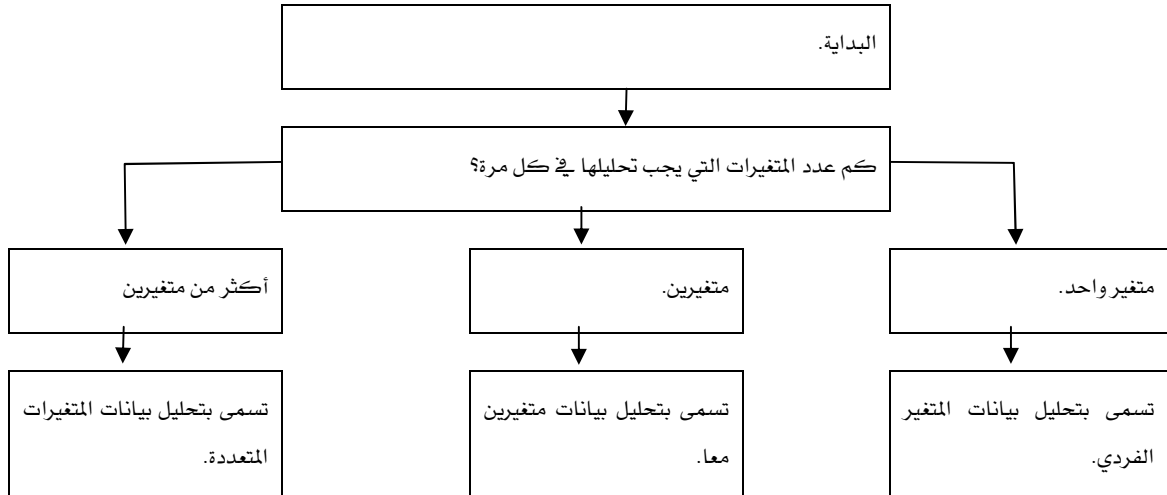 البداية.
كم عدد المتغيرات التي يجب تحليلها في كل مرة؟
متغير واحد.
متغيرين.
أكثر من متغيرين
تسمى بتحليل بيانات المتغير
الفردي.
تسمى بتحليل بيانات متغيرين
معا.
تسمى بتحليل بيانات المتغيرات
المتعددة.